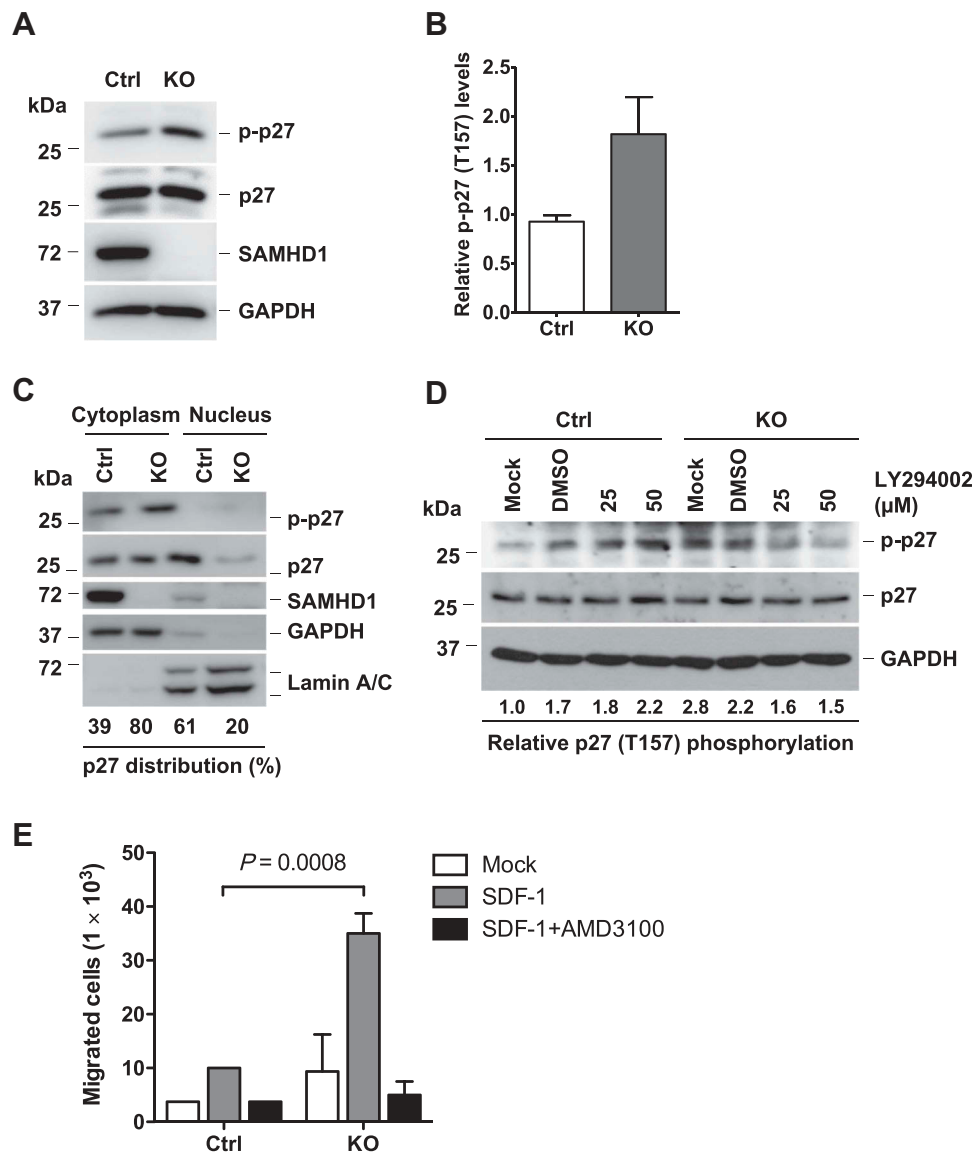 A
Ctrl KO
kDa
p-p27
25
p27
25
72
SAMHD1
37
GAPDH
B
Relative p-p27 (T157) levels
2.5
2.0
1.5
1.0
0.5
0.0
Ctrl KO
C
Cytoplasm Nucleus
Ctrl KO Ctrl KO
kDa
25
p-p27
25
p27
72
SAMHD1
37
GAPDH
72
Lamin A/C
39 80 61 20
p27 distribution (%)
D
Ctrl KO
Mock DMSO 25 50 Mock DMSO 25 50
LY294002
(μM)
kDa
25
p-p27
25
p27
37
GAPDH
1.0 1.7 1.8 2.2 2.8 2.2 1.6 1.5
Relative p27 (T157) phosphorylation
E
Migrated cells (1 × 10³)
50
40
30
20
10
0
P = 0.0008
Ctrl KO
Mock
SDF-1
SDF-1+AMD3100